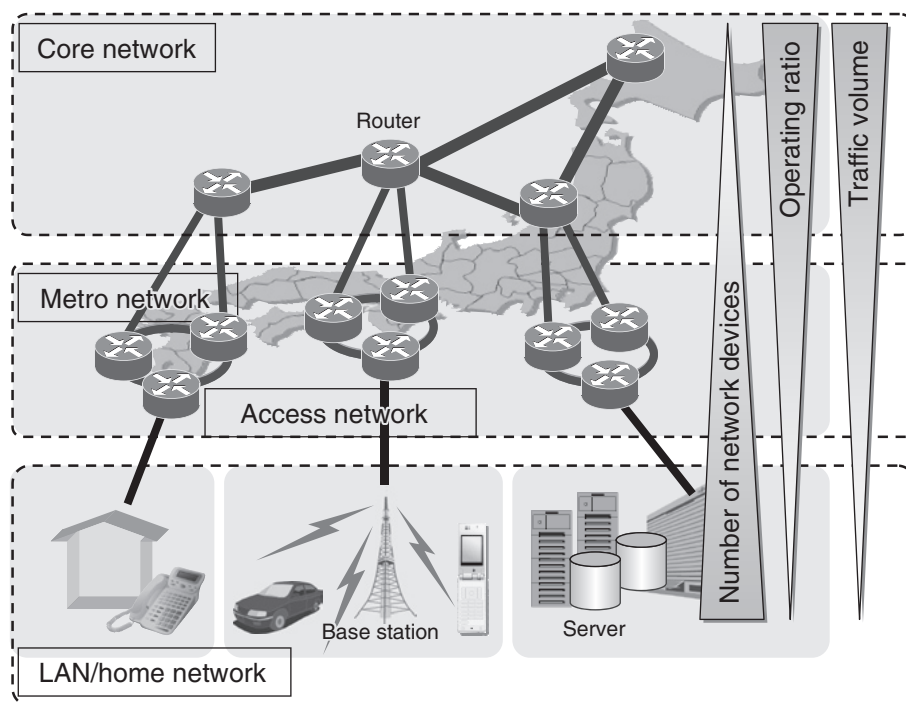 Core network
Router
Metro network
Access network
Base station
Server
LAN/home network
Number of network devices
Operating ratio
Traffic volume